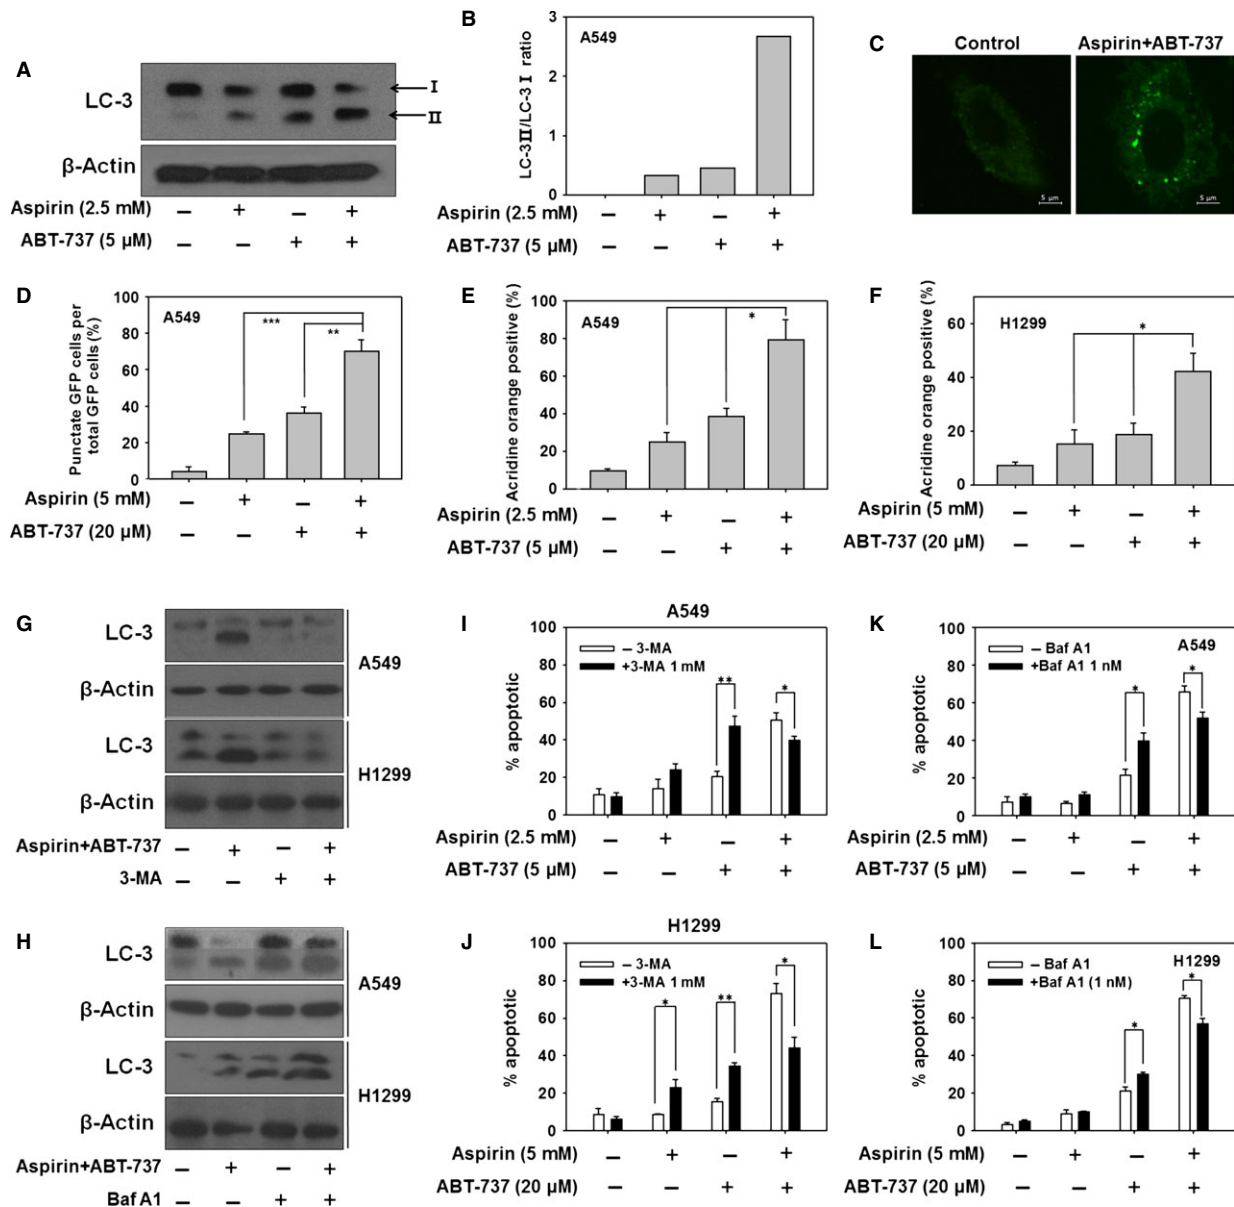 A
LC-3
I
II
β-Actin
Aspirin (2.5 mM) – + – +
ABT-737 (5 µM) – – + +
B
A549
LC-3II/LC-3 I ratio
3
2
1
0
Aspirin (2.5 mM) – + – +
ABT-737 (5 µM) – – + +
C
Control
Aspirin+ABT-737
5 µm
5 µm
D
A549
Punctate GFP cells per
total GFP cells (%)
100
80
60
40
20
0
***
**
Aspirin (5 mM) – + – +
ABT-737 (20 µM) – – + +
E
A549
Acridine orange positive (%)
100
80
60
40
20
0
*
Aspirin (2.5 mM) – + – +
ABT-737 (5 µM) – – + +
F
H1299
Acridine orange positive (%)
60
40
20
0
*
Aspirin (5 mM) – + – +
ABT-737 (20 µM) – – + +
G
LC-3
β-Actin
A549
LC-3
β-Actin
H1299
Aspirin+ABT-737 – + – +
3-MA – – + +
I
A549
% apoptotic
100
80
60
40
20
0
– 3-MA
+3-MA 1 mM
**
*
Aspirin (2.5 mM) – + – +
ABT-737 (5 µM) – – + +
K
A549
% apoptotic
100
80
60
40
20
0
– Baf A1
+Baf A1 1 nM
*
*
Aspirin (2.5 mM) – + – +
ABT-737 (5 µM) – – + +
H
LC-3
β-Actin
A549
LC-3
β-Actin
H1299
Aspirin+ABT-737 – + – +
Baf A1 – – + +
J
H1299
% apoptotic
100
80
60
40
20
0
– 3-MA
+3-MA 1 mM
*
**
*
Aspirin (5 mM) – + – +
ABT-737 (20 µM) – – + +
L
H1299
% apoptotic
100
80
60
40
20
0
– Baf A1
+Baf A1 (1 nM)
*
*
Aspirin (5 mM) – + – +
ABT-737 (20 µM) – – + +